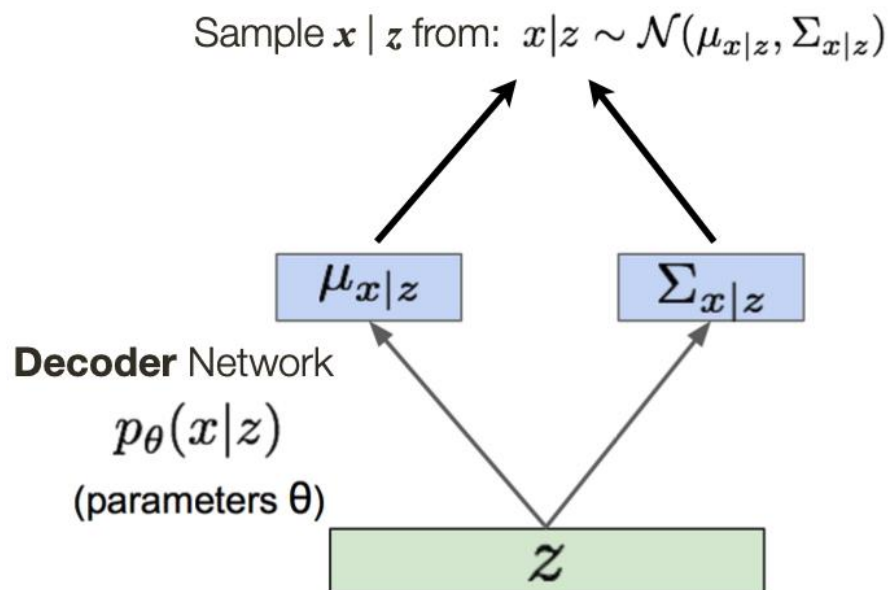 Sample x | z from: x|z ∼ 𝒩(μ_{x|z}, Σ_{x|z})
μ_{x|z} Σ_{x|z}
Decoder Network
p_θ(x|z)
(parameters θ)
z